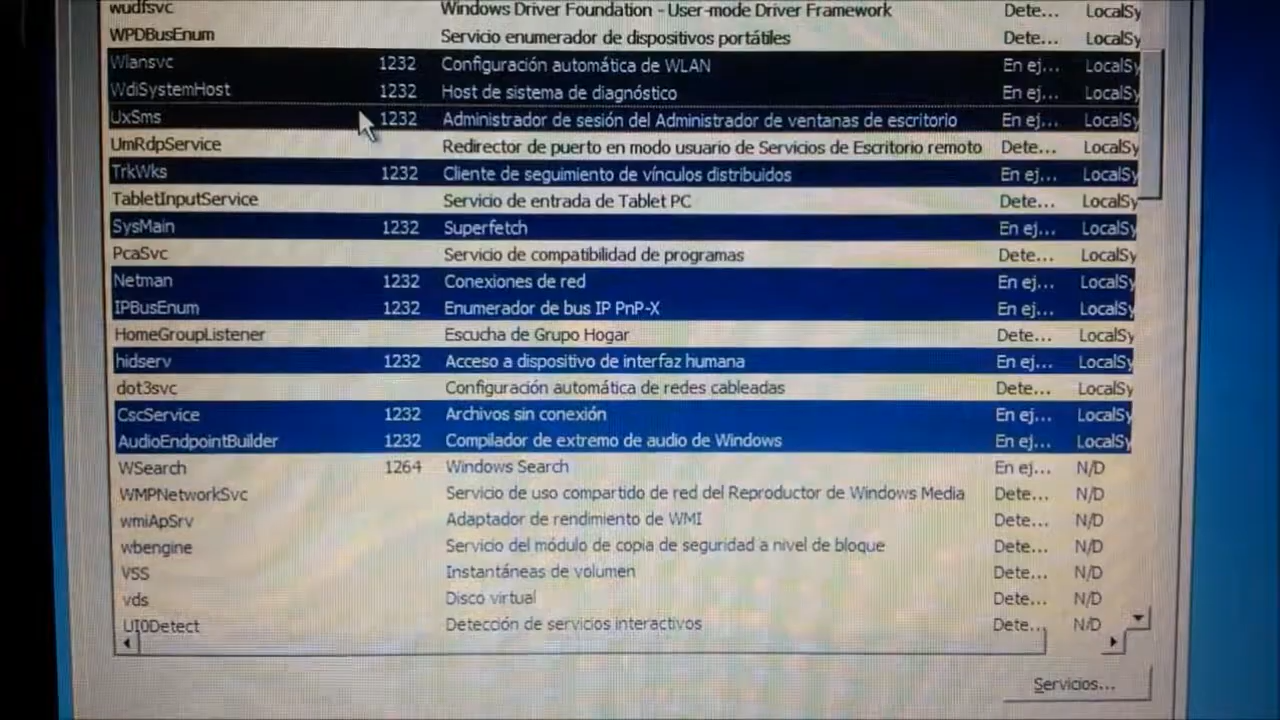 wudfsvc Windows Driver Foundation - User-mode Driver Framework Dete... LocalSy
WPDBusEnum Servicio enumerador de dispositivos portátiles Dete... LocalSy
Wlansvc 1232 Configuración automática de WLAN En ej... LocalSy
WdiSystemHost 1232 Host de sistema de diagnóstico En ej... LocalSy
UxSms 1232 Administrador de sesión del Administrador de ventanas de escritorio En ej... LocalSy
UmRdpService Redirector de puerto en modo usuario de Servicios de Escritorio remoto Dete... LocalSy
TrkWks 1232 Cliente de seguimiento de vínculos distribuidos En ej... LocalSy
TabletInputService Servicio de entrada de Tablet PC Dete... LocalSy
SysMain 1232 Superfetch En ej... LocalSy
PcaSvc Servicio de compatibilidad de programas Dete... LocalSy
Netman 1232 Conexiones de red En ej... LocalSy
IPBusEnum 1232 Enumerador de bus IP PnP-X En ej... LocalSy
HomeGroupListener Escucha de Grupo Hogar Dete... LocalSy
hidserv 1232 Acceso a dispositivo de interfaz humana En ej... LocalSy
dot3svc Configuración automática de redes cableadas Dete... LocalSy
CscService 1232 Archivos sin conexión En ej... LocalSy
AudioEndpointBuilder 1232 Compilador de extremo de audio de Windows En ej... LocalSy
WSearch 1264 Windows Search En ej... N/D
WMPNetworkSvc Servicio de uso compartido de red del Reproductor de Windows Media Dete... N/D
wmiApSrv Adaptador de rendimiento de WMI Dete... N/D
wbengine Servicio del módulo de copia de seguridad a nivel de bloque Dete... N/D
VSS Instantáneas de volumen Dete... N/D
vds Disco virtual Dete... N/D
UI0Detect Detección de servicios interactivos Dete... N/D
Servicios...